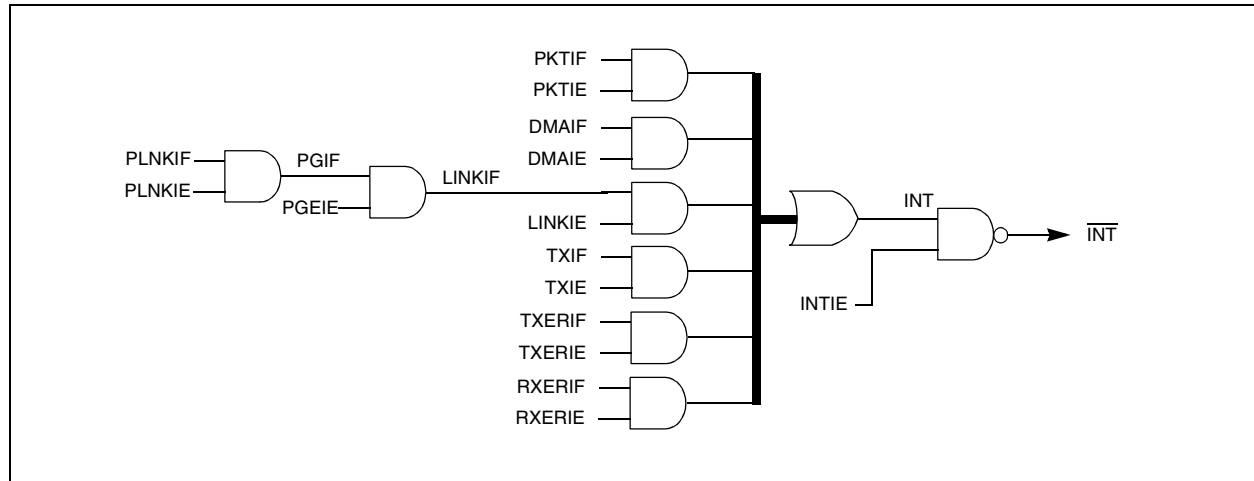 PKTIF
PKTIE
DMAIF
DMAIE
PLNKIF
PLNKIE
PGIF
PGEIE
LINKIF
LINKIE
TXIF
TXIE
TXERIF
TXERIE
RXERIF
RXERIE
INT
INTIE
INT